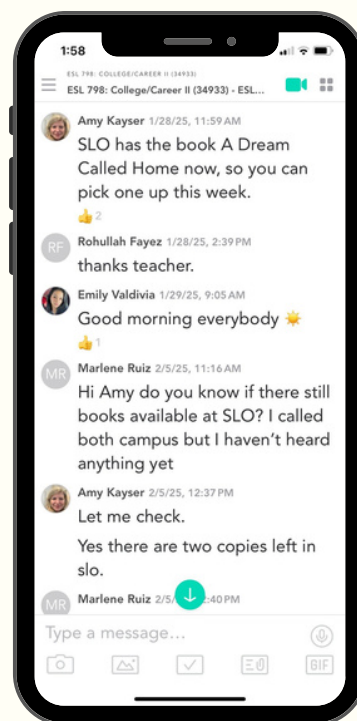 1:58
ESL 798: COLLEGE/CAREER II (34933)
ESL 798: College/Career II (34933) - ESL...
Amy Kayser 1/28/25, 11:59 AM
SLO has the book A Dream
Called Home now, so you can
pick one up this week.
👍 2
RF
Rohullah Fayez 1/28/25, 2:39 PM
thanks teacher.
Emily Valdivia 1/29/25, 9:05 AM
Good morning everybody ☀️
👍 1
MR
Marlene Ruiz 2/5/25, 11:16 AM
Hi Amy do you know if there still
books available at SLO? I called
both campus but I haven't heard
anything yet
Amy Kayser 2/5/25, 12:37 PM
Let me check.
Yes there are two copies left in
slo.
MR
Marlene Ruiz 2/5/ :40 PM
Type a message...
GIF